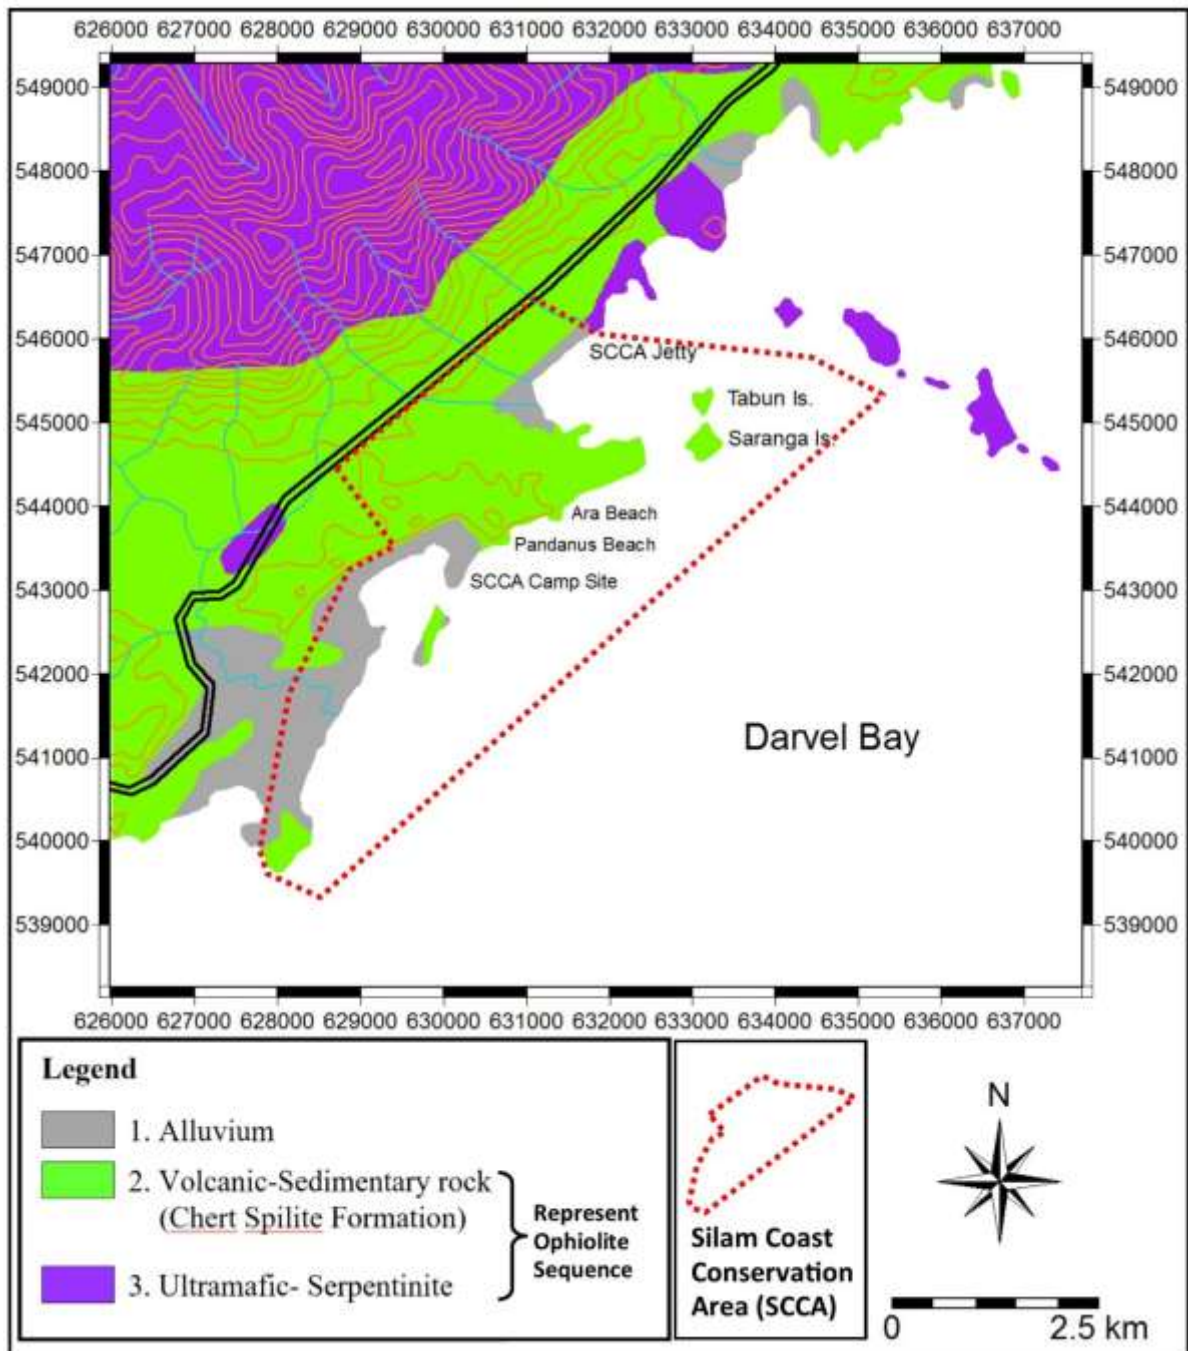 626000 627000 628000 629000 630000 631000 632000 633000 634000 635000 636000 637000
549000 549000
548000 548000
547000 547000
546000 546000
SCCA Jetty
545000 Tabun Is. 545000
Saranga Is.
544000 544000
Ara Beach
Pandanus Beach
543000 SCCA Camp Site 543000
542000 542000
Darvel Bay
541000 541000
540000 540000
539000 539000
626000 627000 628000 629000 630000 631000 632000 633000 634000 635000 636000 637000
Legend
1. Alluvium
2. Volcanic-Sedimentary rock
(Chert Spilite Formation)
3. Ultramafic- Serpentinite
Represent
Ophiolite
Sequence
Silam Coast
Conservation
Area (SCCA)
N
0 2.5 km